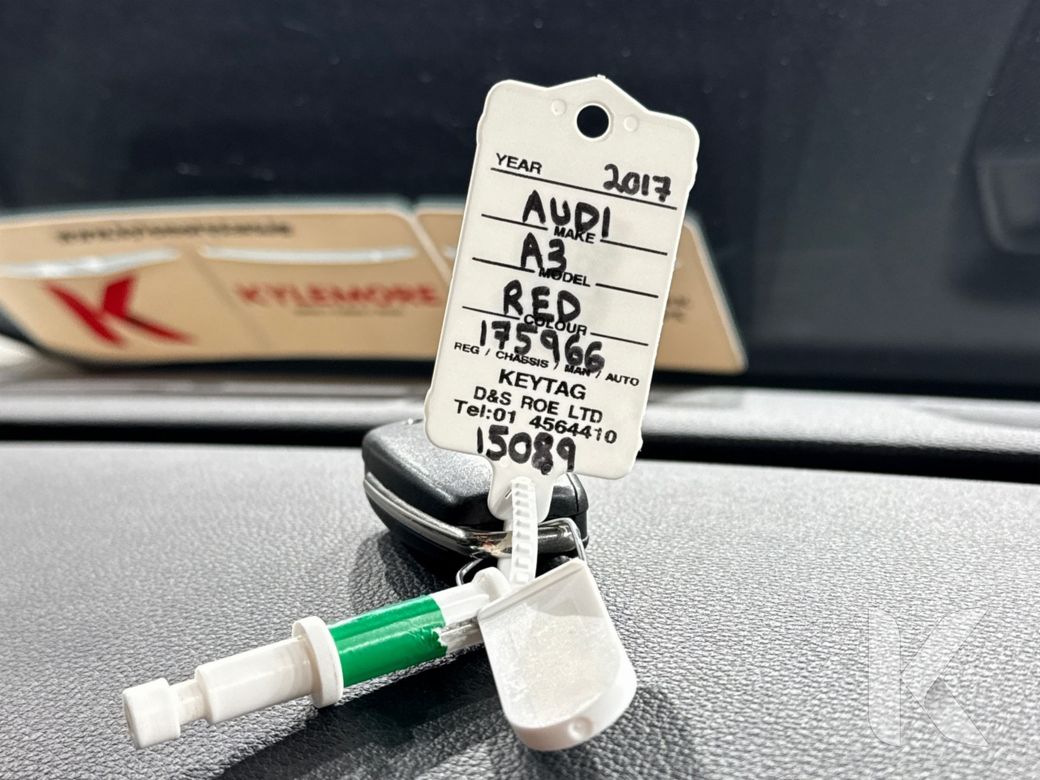 YEAR 2017
AUDI
MAKE
A3
MODEL
RED
COLOUR
175966
REG / CHASSIS / MAN / AUTO
KEYTAG
D&S ROE LTD
Tel:01 4564410
15089
K KYLEMORE
K